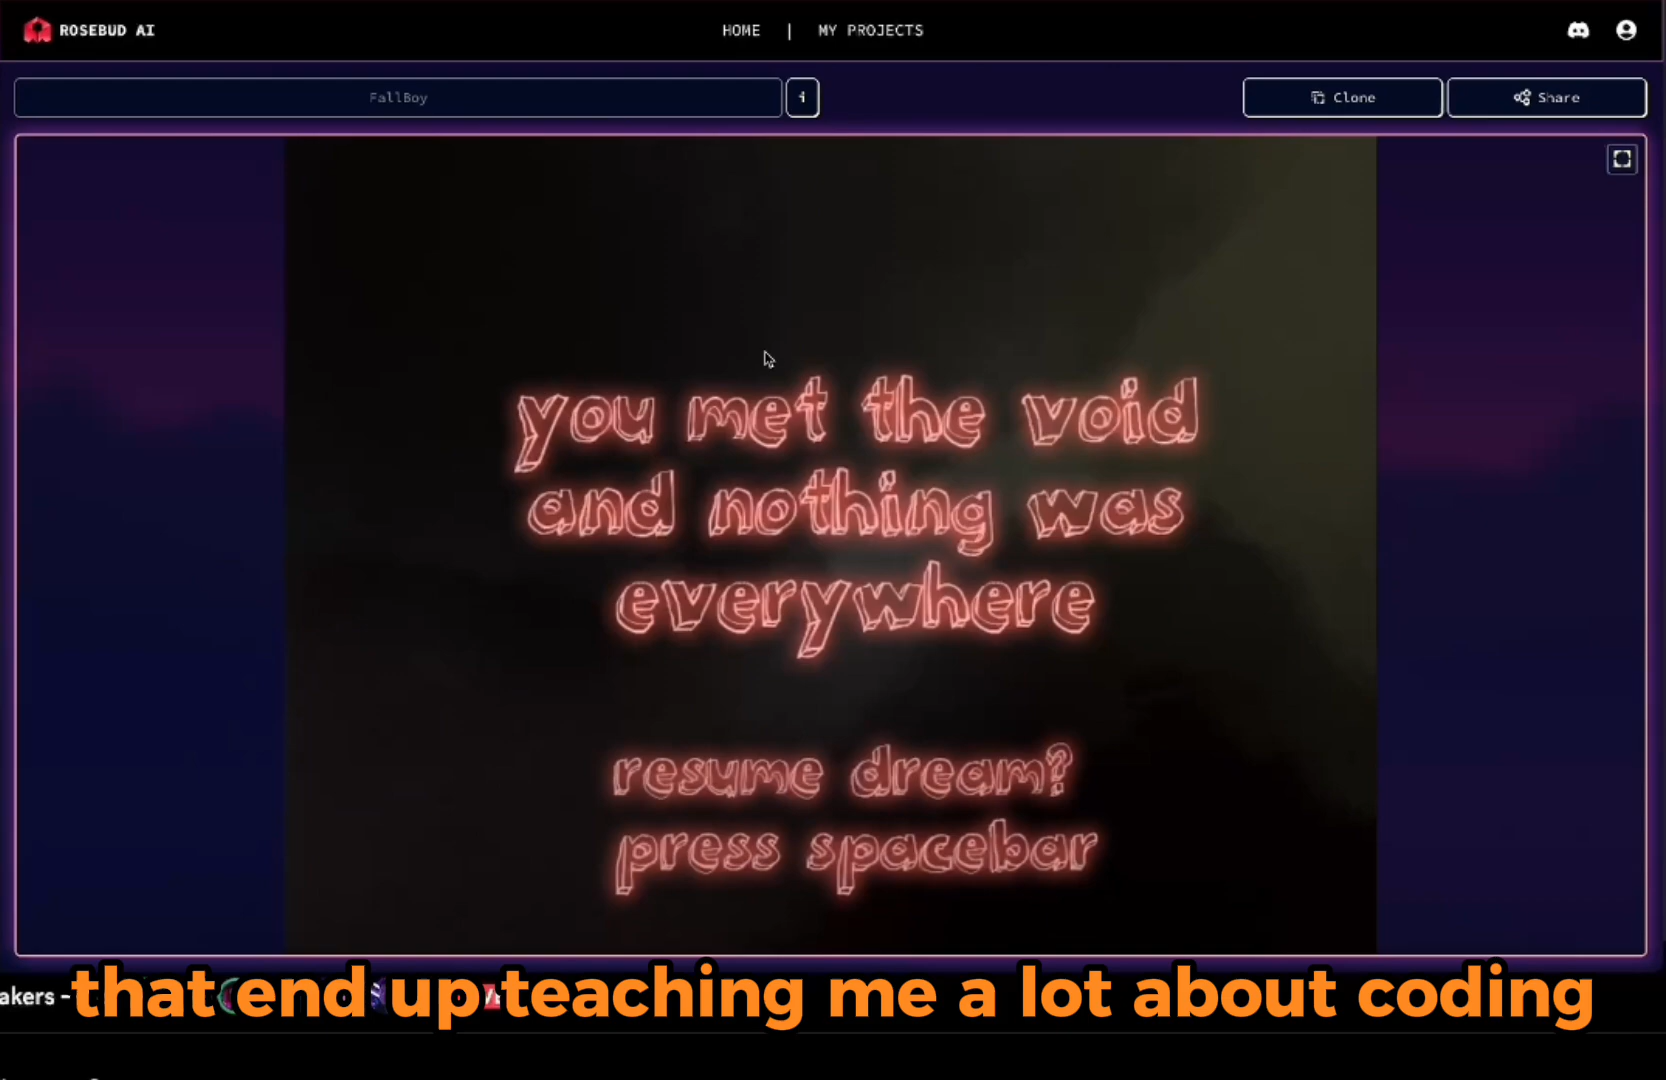 ROSEBUD AI
HOME | MY PROJECTS
FallBoy
i
Clone
Share
you met the void
and nothing was
everywhere
resume dream?
press spacebar
akers -
that end up teaching me a lot about coding